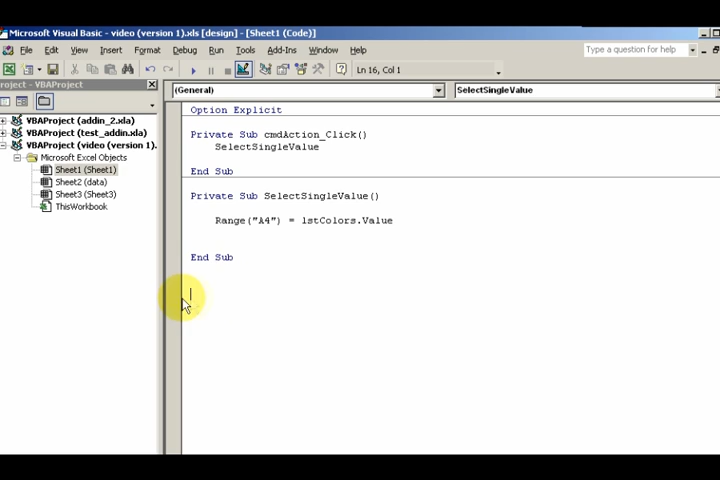 Microsoft Visual Basic - video (version 1).xls [design] - [Sheet1 (Code)]
File Edit View Insert Format Debug Run Tools Add-Ins Window Help
Type a question for help
Ln 16, Col 1
roject - VBAProject
(General)
SelectSingleValue
VBAProject (addin_2.xla)
VBAProject (test_addin.xla)
VBAProject (video (version 1).
Microsoft Excel Objects
Sheet1 (Sheet1)
Sheet2 (data)
Sheet3 (Sheet3)
ThisWorkbook
Option Explicit
Private Sub cmdAction_Click()
SelectSingleValue
End Sub
Private Sub SelectSingleValue()
Range("A4") = lstColors.Value
End Sub